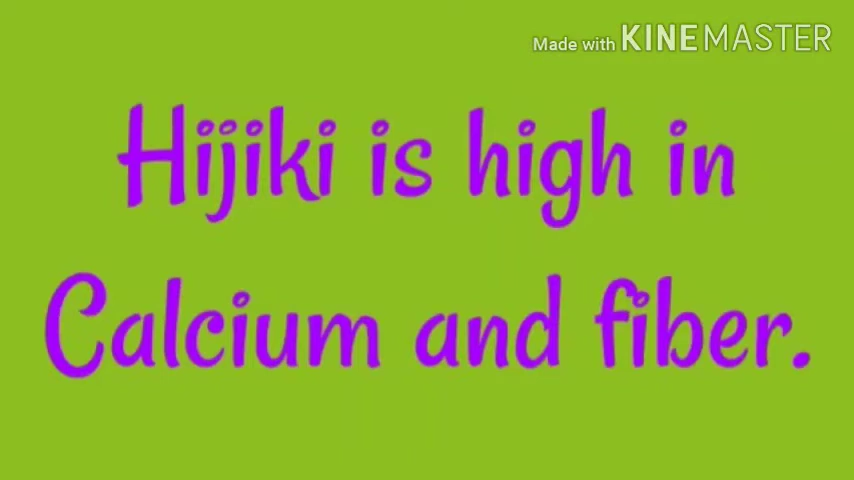 Made with KINEMASTER
Hijiki is high in
Calcium and fiber.